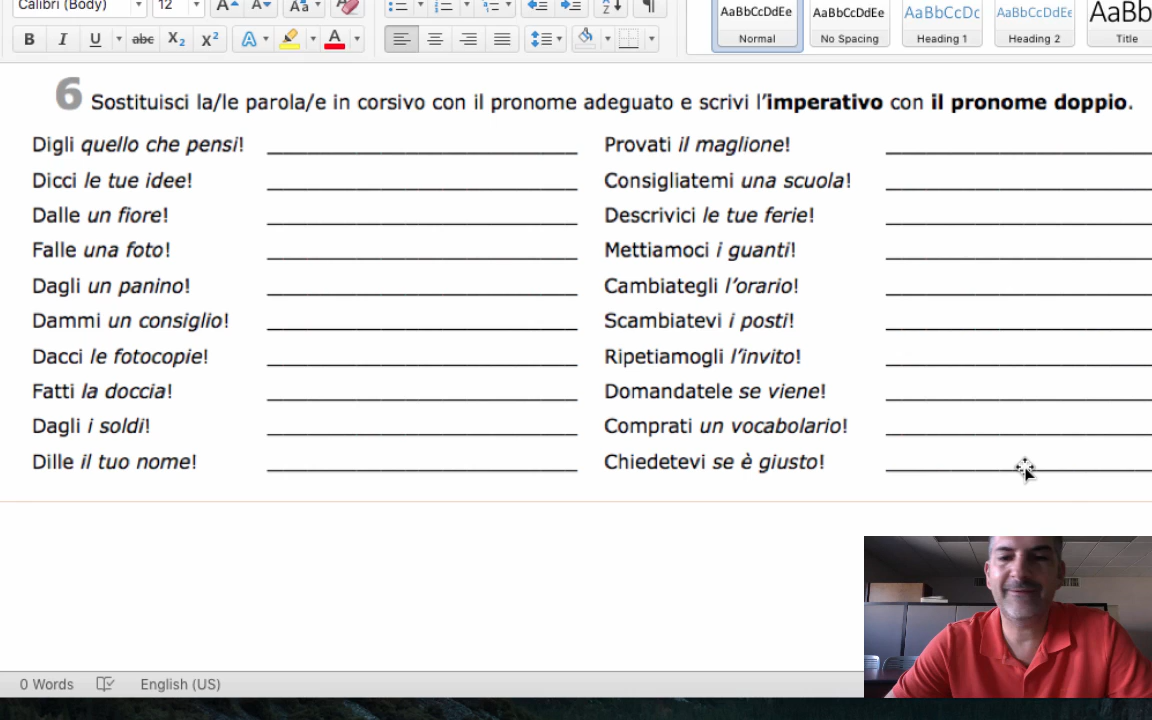 Calibri (Body) 12 A A Aa A
B I U abc X2 X2 A A
AaBbCcDdEe AaBbCcDdEe AaBbCcDc AaBbCcDdEe AaBb
Normal No Spacing Heading 1 Heading 2 Title
6 Sostituisci la/le parola/e in corsivo con il pronome adeguato e scrivi l'imperativo con il pronome doppio.
Digli quello che pensi! Provati il maglione!
Dicci le tue idee! Consigliatemi una scuola!
Dalle un fiore! Descrivici le tue ferie!
Falle una foto! Mettiamoci i guanti!
Dagli un panino! Cambiategli l'orario!
Dammi un consiglio! Scambiatevi i posti!
Dacci le fotocopie! Ripetiamogli l'invito!
Fatti la doccia! Domandatele se viene!
Dagli i soldi! Comprati un vocabolario!
Dille il tuo nome! Chiedetevi se è giusto!
0 Words English (US)